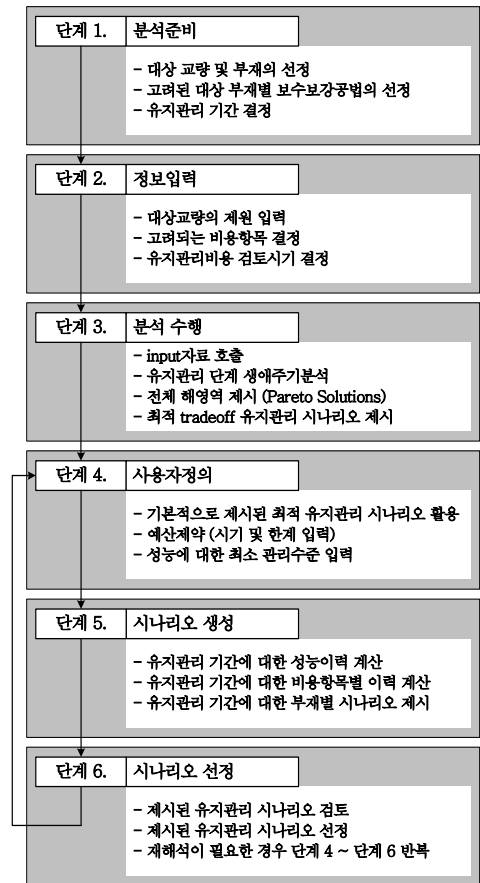 단계 1. 분석준비
- 대상 교량 및 부재의 선정
- 고려된 대상 부재별 보수보강공법의 선정
- 유지관리 기간 결정
단계 2. 정보입력
- 대상교량의 제원 입력
- 고려되는 비용항목 결정
- 유지관리비용 검토시기 결정
단계 3. 분석 수행
- input자료 호출
- 유지관리 단계 생애주기분석
- 전체 해영역 제시 (Pareto Solutions)
- 최적 tradeoff 유지관리 시나리오 제시
단계 4. 사용자정의
- 기본적으로 제시된 최적 유지관리 시나리오 활용
- 예산제약 (시기 및 한계 입력)
- 성능에 대한 최소 관리수준 입력
단계 5. 시나리오 생성
- 유지관리 기간에 대한 성능이력 계산
- 유지관리 기간에 대한 비용항목별 이력 계산
- 유지관리 기간에 대한 부재별 시나리오 제시
단계 6. 시나리오 선정
- 제시된 유지관리 시나리오 검토
- 제시된 유지관리 시나리오 선정
- 재해석이 필요한 경우 단계 4 ~ 단계 6 반복